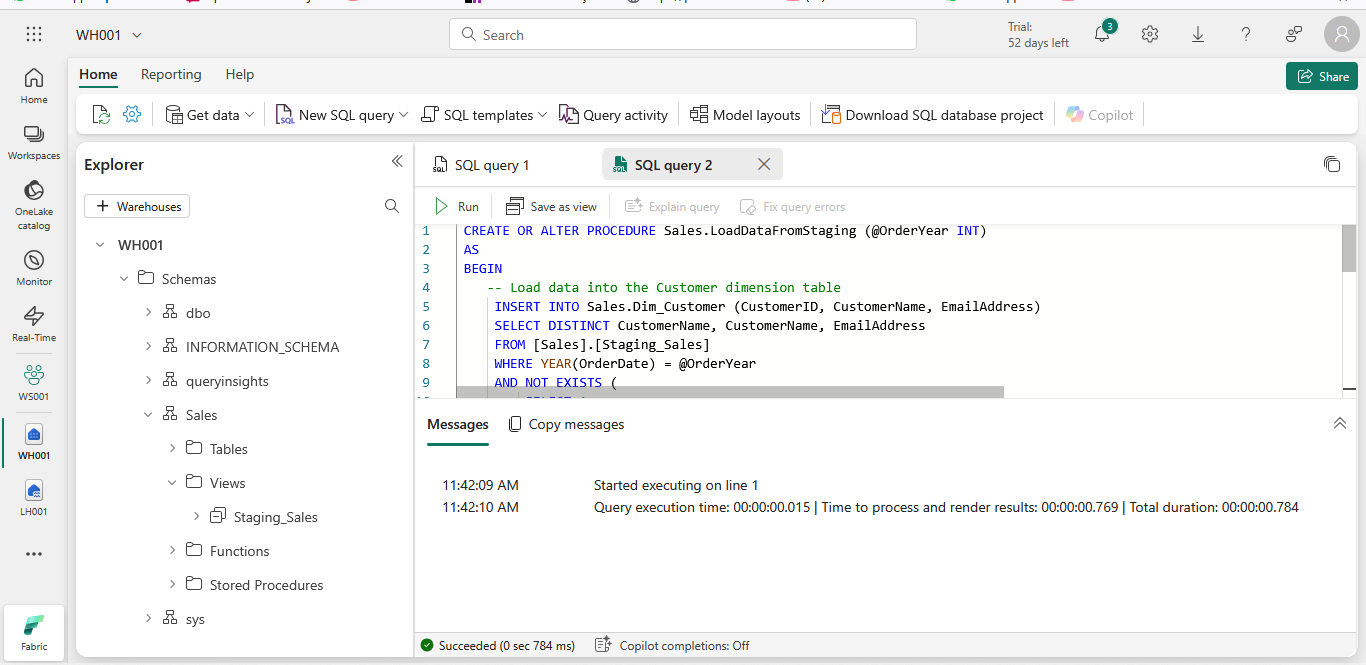 WH001
Search
Trial:
52 days left
3
Home
Reporting
Help
Share
Get data
New SQL query
SQL templates
Query activity
Model layouts
Download SQL database project
Copilot
Home
Workspaces
OneLake
catalog
Monitor
Real-Time
WS001
WH001
LH001
Fabric
Explorer
Warehouses
WH001
Schemas
dbo
INFORMATION_SCHEMA
queryinsights
Sales
Tables
Views
Staging_Sales
Functions
Stored Procedures
sys
SQL query 1
SQL query 2
Run
Save as view
Explain query
Fix query errors
1 CREATE OR ALTER PROCEDURE Sales.LoadDataFromStaging (@OrderYear INT)
2 AS
3 BEGIN
4 -- Load data into the Customer dimension table
5 INSERT INTO Sales.Dim_Customer (CustomerID, CustomerName, EmailAddress)
6 SELECT DISTINCT CustomerName, CustomerName, EmailAddress
7 FROM [Sales].[Staging_Sales]
8 WHERE YEAR(OrderDate) = @OrderYear
9 AND NOT EXISTS (
Messages
Copy messages
11:42:09 AM Started executing on line 1
11:42:10 AM Query execution time: 00:00:00.015 | Time to process and render results: 00:00:00.769 | Total duration: 00:00:00.784
Succeeded (0 sec 784 ms)
Copilot completions: Off